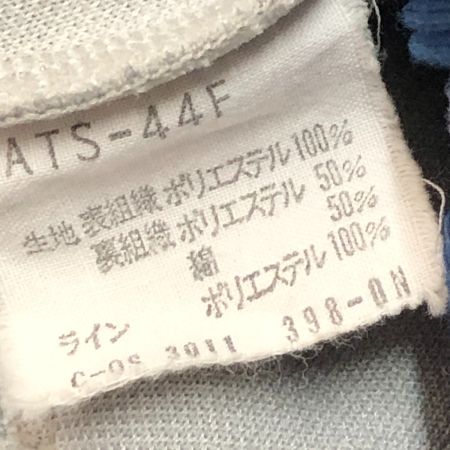 ATS-44F
生地 表組織 ポリエステル 100%
裏組織 ポリエステル 50%
綿 50%
ライン ポリエステル 100%
C-OS 3911 398-0N